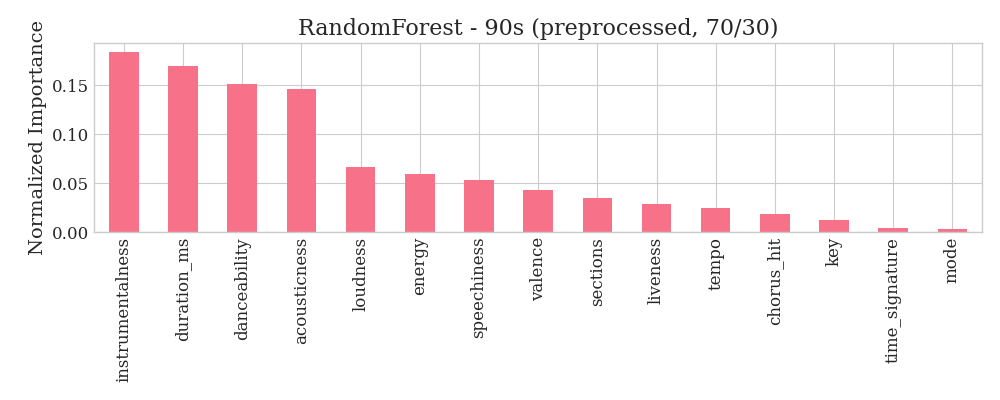 RandomForest - 90s (preprocessed, 70/30)
Normalized Importance
0.15
0.10
0.05
0.00
instrumentalness
duration_ms
danceability
acousticness
loudness
energy
speechiness
valence
sections
liveness
tempo
chorus_hit
key
time_signature
mode